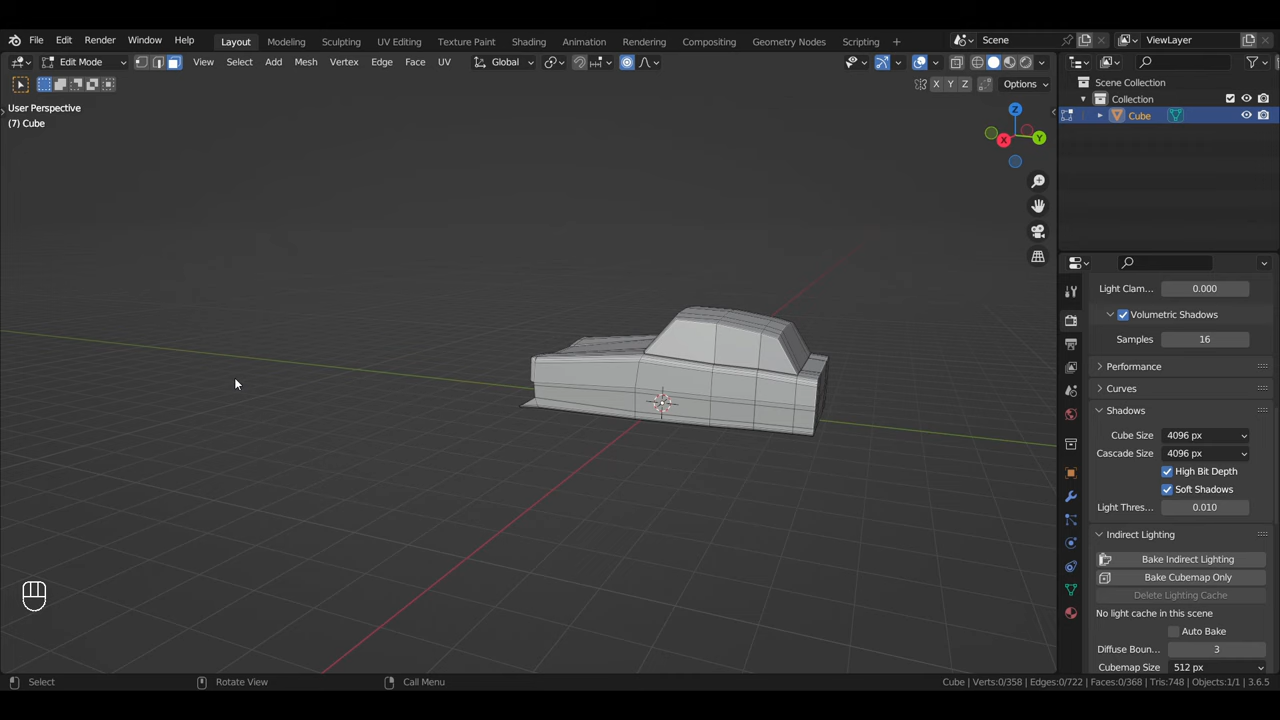 File Edit Render Window Help Layout Modeling Sculpting UV Editing Texture Paint Shading Animation Rendering Compositing Geometry Nodes Scripting + Scene ViewLayer
Edit Mode View Select Add Mesh Vertex Edge Face UV Global
X Y Z Options
User Perspective
(7) Cube
Z
X
Y
Scene Collection
Collection
Cube
Light Clam... 0.000
Volumetric Shadows
Samples 16
Performance
Curves
Shadows
Cube Size 4096 px
Cascade Size 4096 px
High Bit Depth
Soft Shadows
Light Thres... 0.010
Indirect Lighting
Bake Indirect Lighting
Bake Cubemap Only
Delete Lighting Cache
No light cache in this scene
Auto Bake
Diffuse Boun... 3
Cubemap Size 512 px
Select Rotate View Call Menu Cube | Verts:0/358 | Edges:0/722 | Faces:0/368 | Tris:748 | Objects:1/1 | 3.6.5